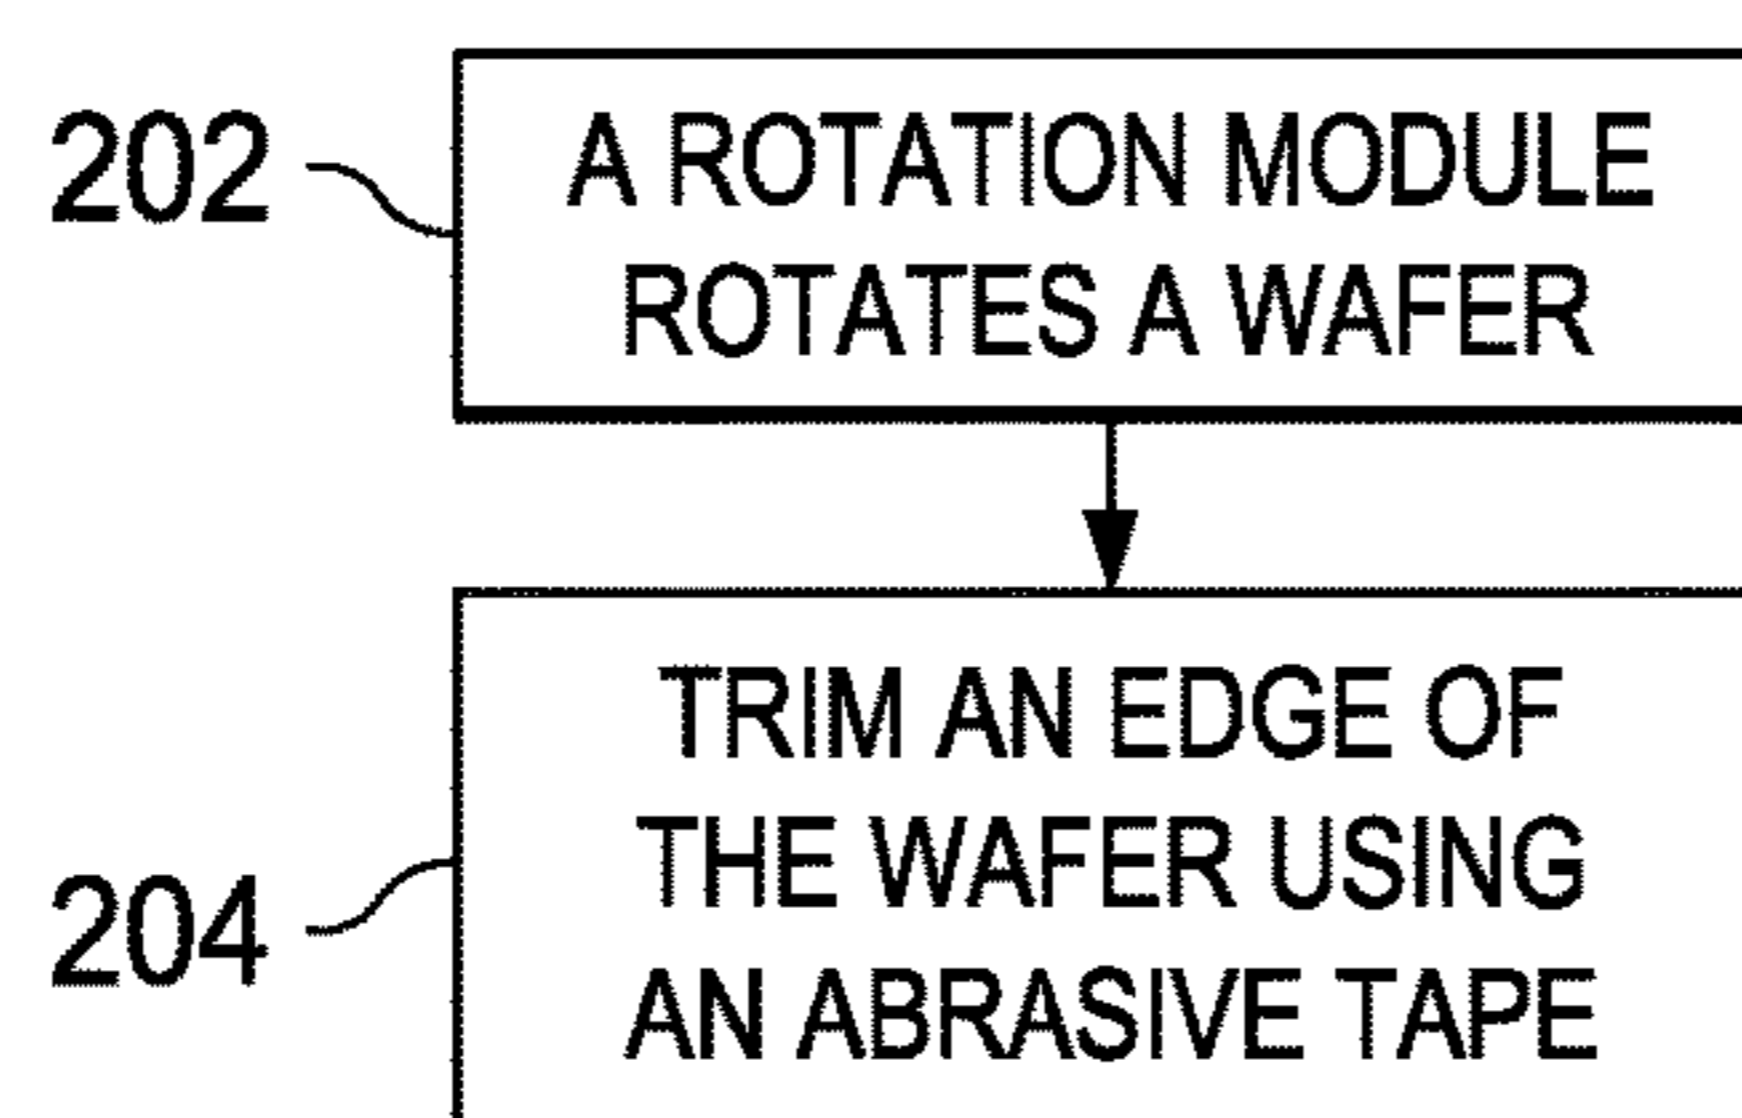 202
A ROTATION MODULE
ROTATES A WAFER
TRIM AN EDGE OF
THE WAFER USING
204
AN ABRASIVE TAPE